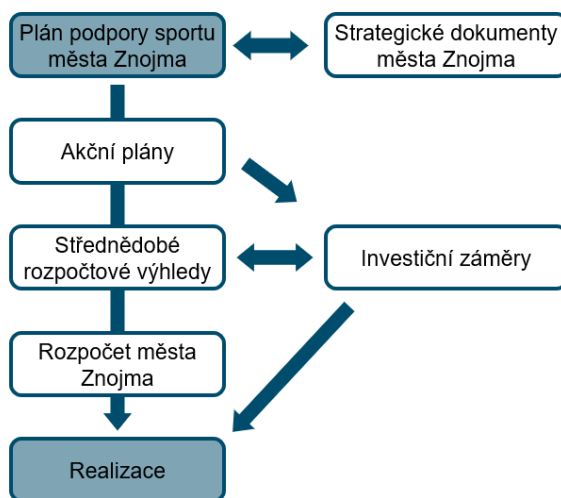 Plán podpory sportu
města Znojma
Strategické dokumenty
města Znojma
Akční plány
Střednědobé
rozpočtové výhledy
Investiční záměry
Rozpočet města
Znojma
Realizace